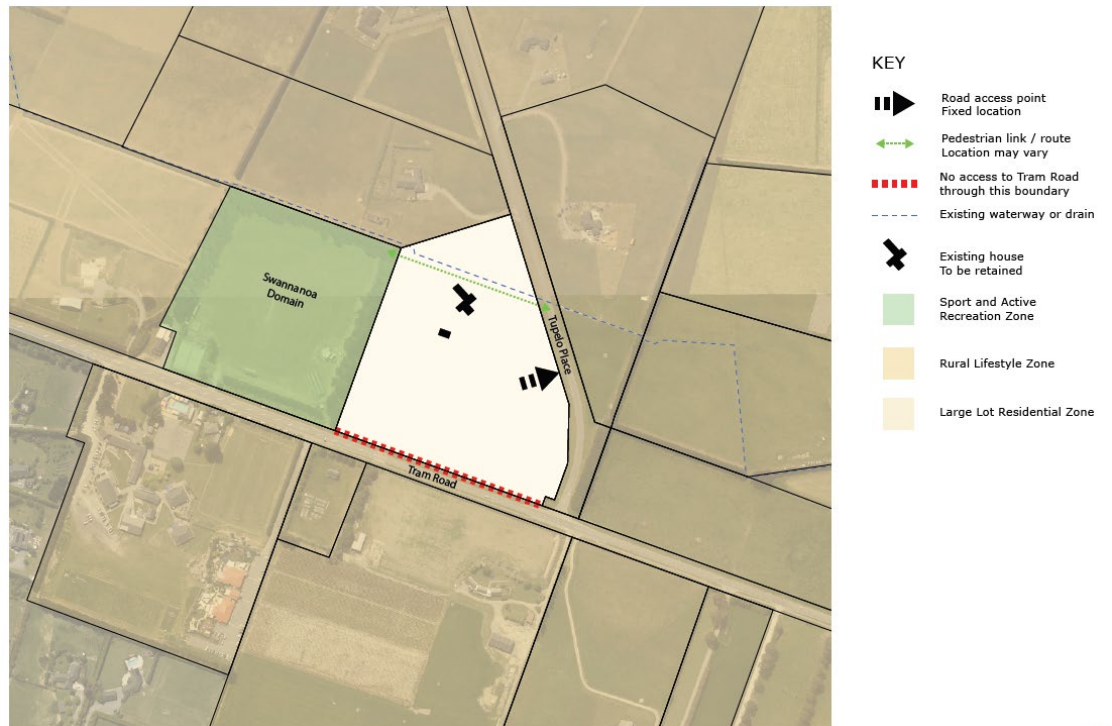 KEY
Road access point
Fixed location
Pedestrian link / route
Location may vary
No access to Tram Road
through this boundary
Existing waterway or drain
Existing house
To be retained
Sport and Active
Recreation Zone
Rural Lifestyle Zone
Large Lot Residential Zone
Swannanoa
Domain
Tupelo Place
Tram Road